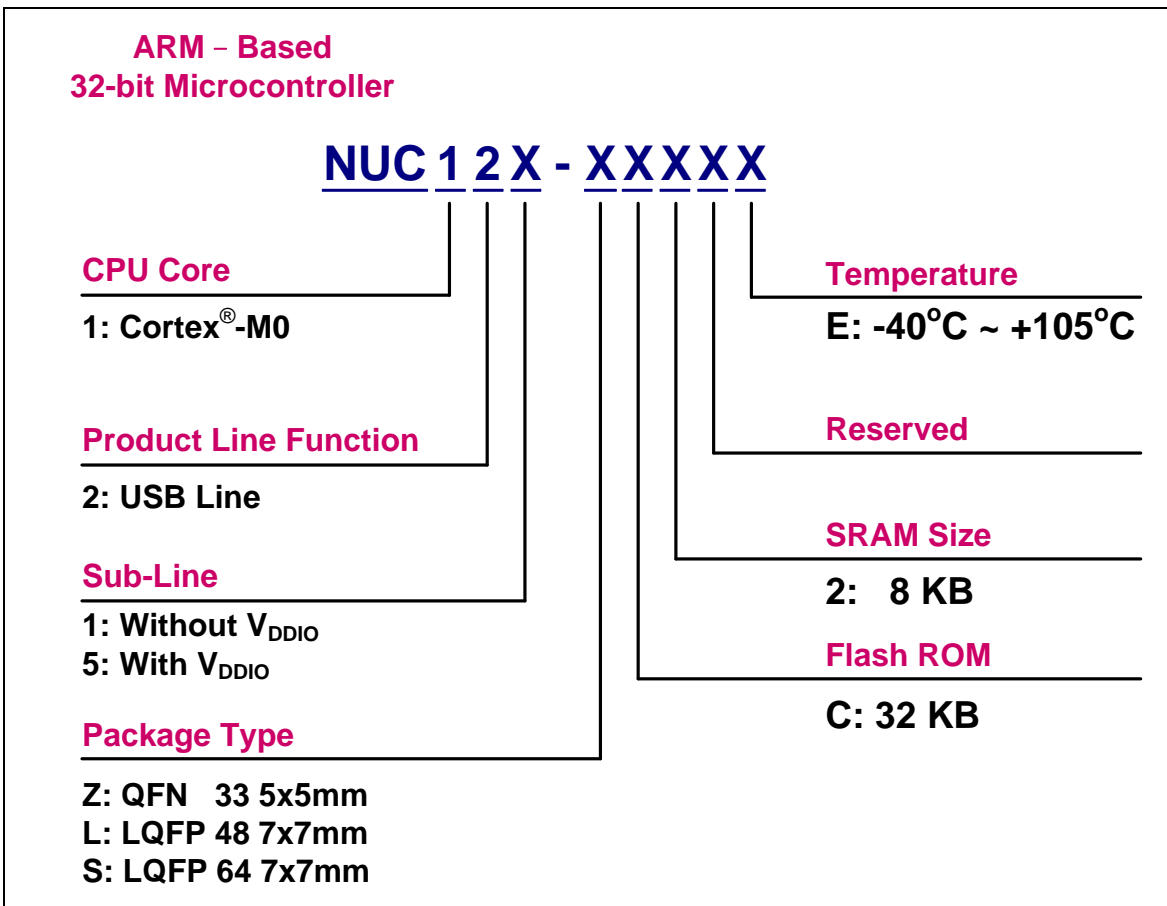 ARM – Based
32-bit Microcontroller
NUC 1 2 X - X X X X X
CPU Core
1: Cortex®-M0
Product Line Function
2: USB Line
Sub-Line
1: Without VDDIO
5: With VDDIO
Package Type
Z: QFN 33 5x5mm
L: LQFP 48 7x7mm
S: LQFP 64 7x7mm
Temperature
E: -40°C ~ +105°C
Reserved
SRAM Size
2: 8 KB
Flash ROM
C: 32 KB